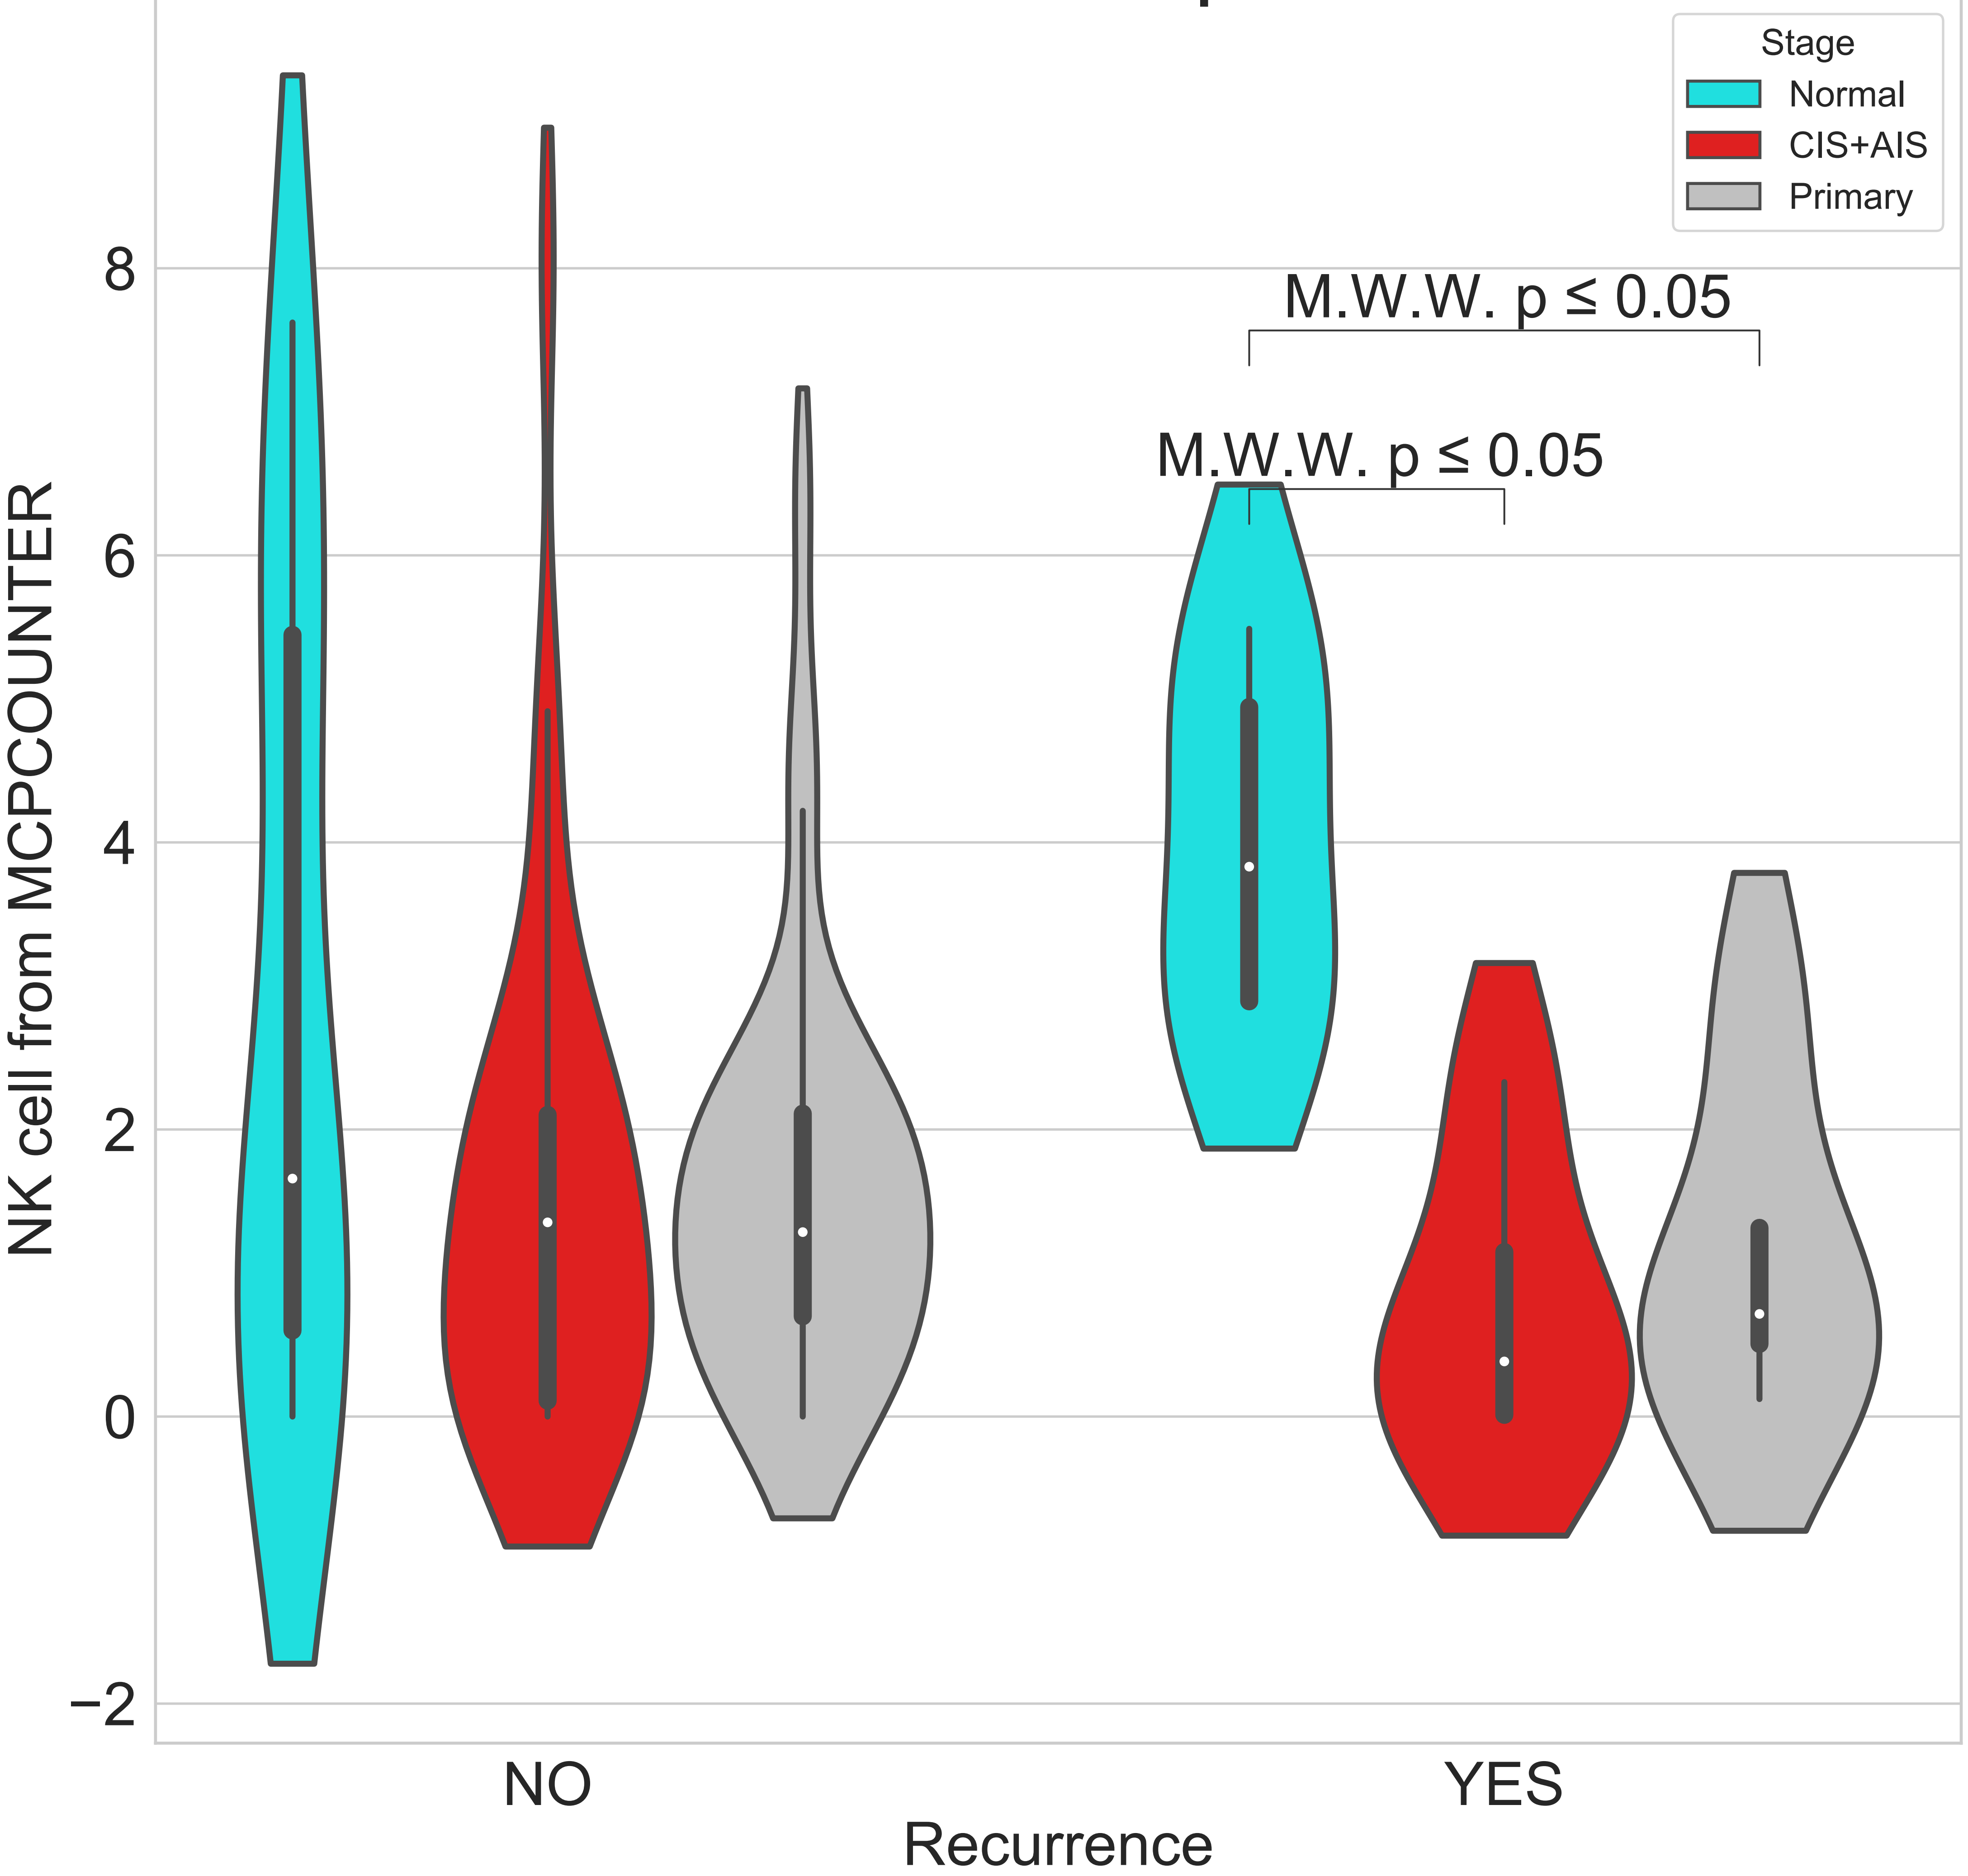 Stage
Normal
CIS+AIS
Primary
8
M.W.W. p ≤ 0.05
M.W.W. p ≤ 0.05
6
4
2
0
−2
NK cell from MCPCOUNTER
NO
YES
Recurrence